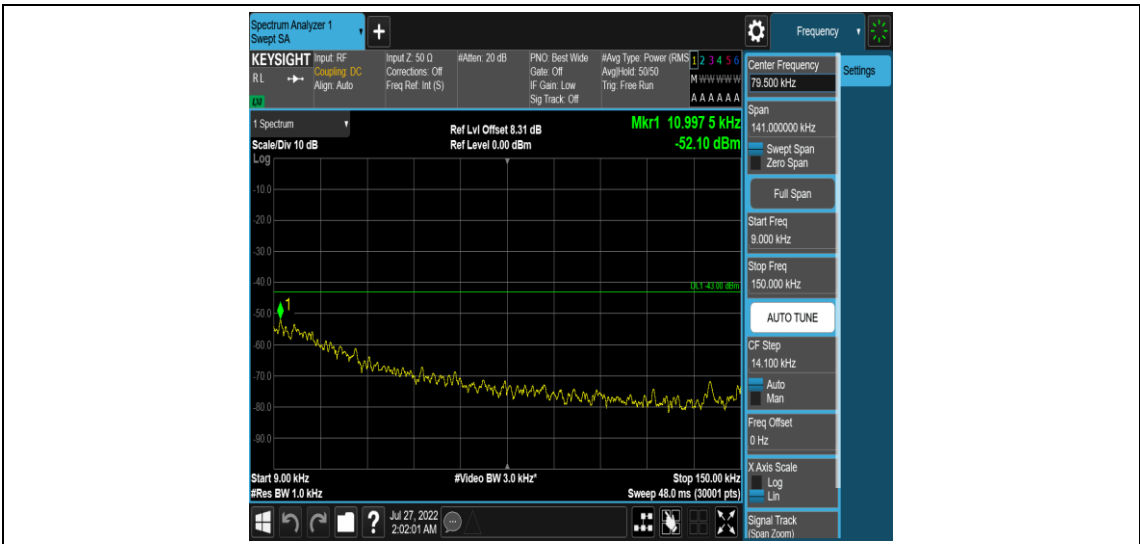 Spectrum Analyzer 1
Swept SA
+
Frequency
KEYSIGHT
RL
LXI
Input: RF
Coupling: DC
Align: Auto
Input Z: 50 Ω
Corrections: Off
Freq Ref: Int (S)
#Atten: 20 dB
PNO: Best Wide
Gate: Off
IF Gain: Low
Sig Track: Off
#Avg Type: Power (RMS
Avg|Hold: 50/50
Trig: Free Run
1 2 3 4 5 6
M W W W W W
A A A A A A
Center Frequency
79.500 kHz
Settings
Span
141.000000 kHz
Swept Span
Zero Span
Full Span
Start Freq
9.000 kHz
Stop Freq
150.000 kHz
AUTO TUNE
CF Step
14.100 kHz
Auto
Man
Freq Offset
0 Hz
X Axis Scale
Log
Lin
Signal Track
(Span Zoom)
1 Spectrum
Scale/Div 10 dB
Log
Ref Lvl Offset 8.31 dB
Ref Level 0.00 dBm
Mkr1 10.997 5 kHz
-52.10 dBm
-10.0
-20.0
-30.0
-40.0
DL1 -43.00 dBm
1
-50.0
-60.0
-70.0
-80.0
-90.0
Start 9.00 kHz
#Res BW 1.0 kHz
#Video BW 3.0 kHz*
Stop 150.00 kHz
Sweep 48.0 ms (30001 pts)
?
Jul 27, 2022
2:02:01 AM